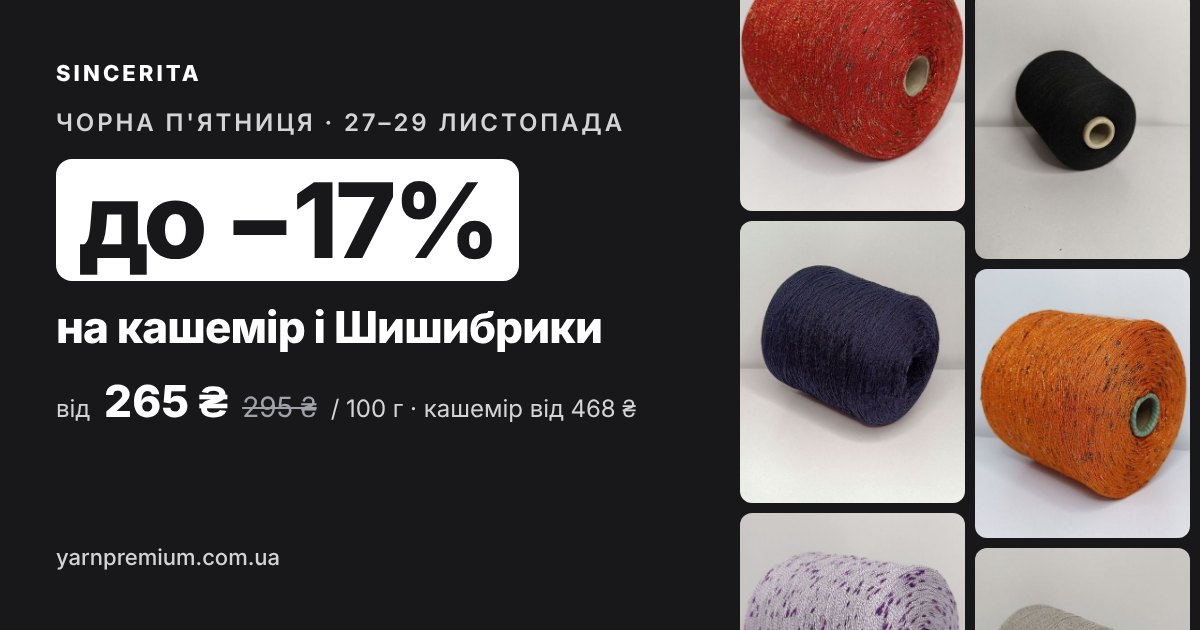 SINCERITA
ЧОРНА П'ЯТНИЦЯ · 27–29 ЛИСТОПАДА
до –17%
на кашемір і Шишибрики
від 265 ₴ 295 ₴ / 100 г · кашемір від 468 ₴
yarnpremium.com.ua